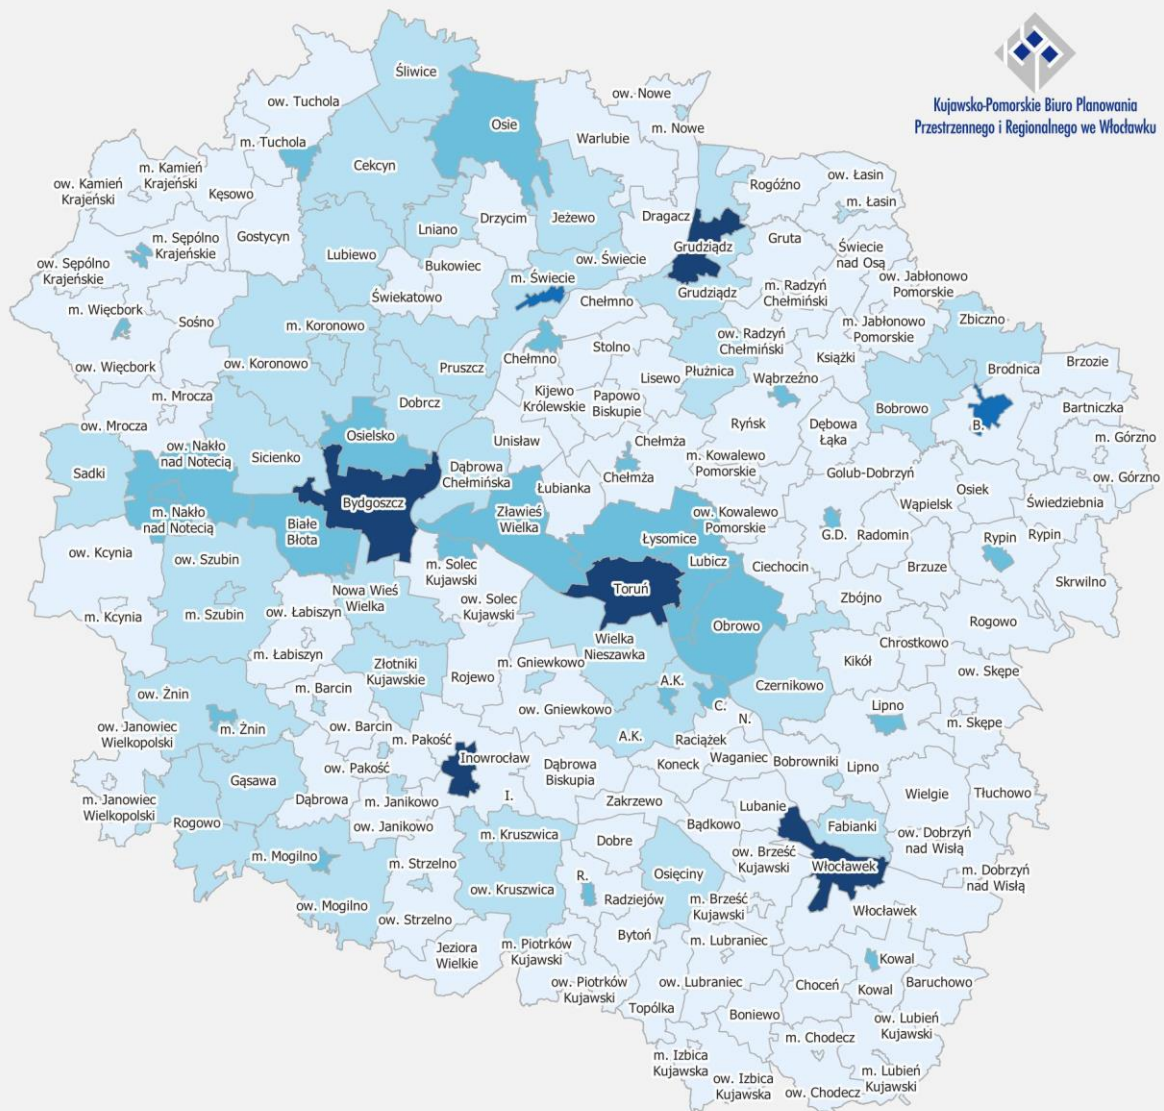 Kujawsko-Pomorskie Biuro Planowania
Przestrzennego i Regionalnego we Włocławku
Śliwice
ow. Tuchola
ow. Nowe
m. Nowe
Osie
Warlubie
m. Tuchola
Cekcyn
m. Kamień
Krajeński
ow. Kamień
Krajeński
Kęsowo
Rogóźno
ow. Łasin
m. Łasin
Drzycim
Jeżewo
Dragacz
Lniano
Gostycyn
m. Sępólno
Krajeńskie
Grudziądz
Gruta
Świecie
nad Osą
Lubiewo
Bukowiec
ow. Świecie
m. Świecie
ow. Sępólno
Krajeńskie
ow. Jabłonowo
Pomorskie
m. Radzyń
Chełmiński
Świekatowo
Chełmno
Grudziądz
m. Więcbork
Sośno
m. Koronowo
m. Jabłonowo
Pomorskie
Zbiczno
ow. Radzyń
Chełmiński
Stolno
Chełmno
ow. Więcbork
ow. Koronowo
Pruszcz
Płużnica
Książki
Brodnica
Brzozie
Lisewo
Wąbrzeźno
m. Mrocza
Kijewo
Królewskie
Papowo
Biskupie
Dobrcz
Bobrowo
Bartniczka
B.
ow. Mrocza
Ryńsk
Dębowa
Łąka
Osielsko
Unisław
Chełmża
m. Górzno
ow. Nakło
nad Notecią
Sicienko
Sadki
Dąbrowa
Chełmińska
m. Kowalewo
Pomorskie
Golub-Dobrzyń
Chełmża
ow. Górzno
Łubianka
Osiek
Bydgoszcz
Wąpielsk
Świedziebnia
m. Nakło
nad Notecią
Zławieś
Wielka
ow. Kowalewo
Pomorskie
Białe
Błota
Łysomice
G.D.
Radomin
Rypin
Rypin
ow. Kcynia
ow. Szubin
Lubicz
Ciechocin
m. Solec
Kujawski
Brzuze
Skrwilno
Nowa Wieś
Wielka
Toruń
Zbójno
m. Kcynia
m. Szubin
ow. Łabiszyn
ow. Solec
Kujawski
Obrowo
Rogowo
Wielka
Nieszawka
Chrostkowo
m. Łabiszyn
Złotniki
Kujawskie
Rojewo
m. Gniewkowo
Kikół
ow. Skępe
A.K.
Czernikowo
ow. Żnin
m. Barcin
C.
Lipno
ow. Gniewkowo
N.
m. Skępe
m. Żnin
ow. Barcin
ow. Janowiec
Wielkopolski
A.K.
Raciążek
m. Pakość
Inowrocław
Waganiec
Bobrowniki
Lipno
Gąsawa
ow. Pakość
Dąbrowa
Biskupia
Koneck
m. Janowiec
Wielkopolski
Wielgie
Tłuchowo
Dąbrowa
m. Janikowo
I.
Zakrzewo
Lubanie
Rogowo
ow. Janikowo
Bądkowo
Fabianki
m. Kruszwica
Dobre
ow. Dobrzyń
nad Wisłą
m. Mogilno
m. Strzelno
ow. Brześć
Kujawski
Włocławek
m. Dobrzyń
nad Wisłą
ow. Kruszwica
R.
Osięciny
ow. Mogilno
Radziejów
m. Brześć
Kujawski
ow. Strzelno
Włocławek
Bytoń
Jeziora
Wielkie
m. Piotrków
Kujawski
m. Lubraniec
Kowal
ow. Piotrków
Kujawski
ow. Lubraniec
Choceń
Kowal
Baruchowo
Topólka
Boniewo
ow. Lubień
Kujawski
m. Chodecz
m. Izbica
Kujawska
m. Lubień
Kujawski
ow. Izbica
Kujawska
ow. Chodecz